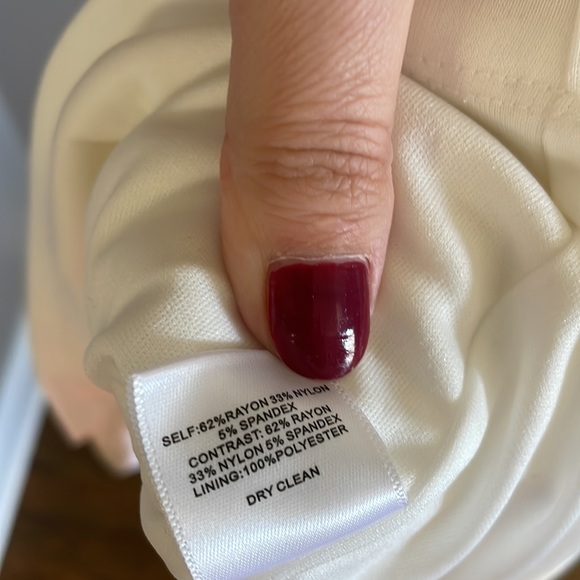 SELF:62%RAYON 33% NYLON
5% SPANDEX
CONTRAST: 62% RAYON
33% NYLON 5% SPANDEX
LINING:100%POLYESTER
DRY CLEAN